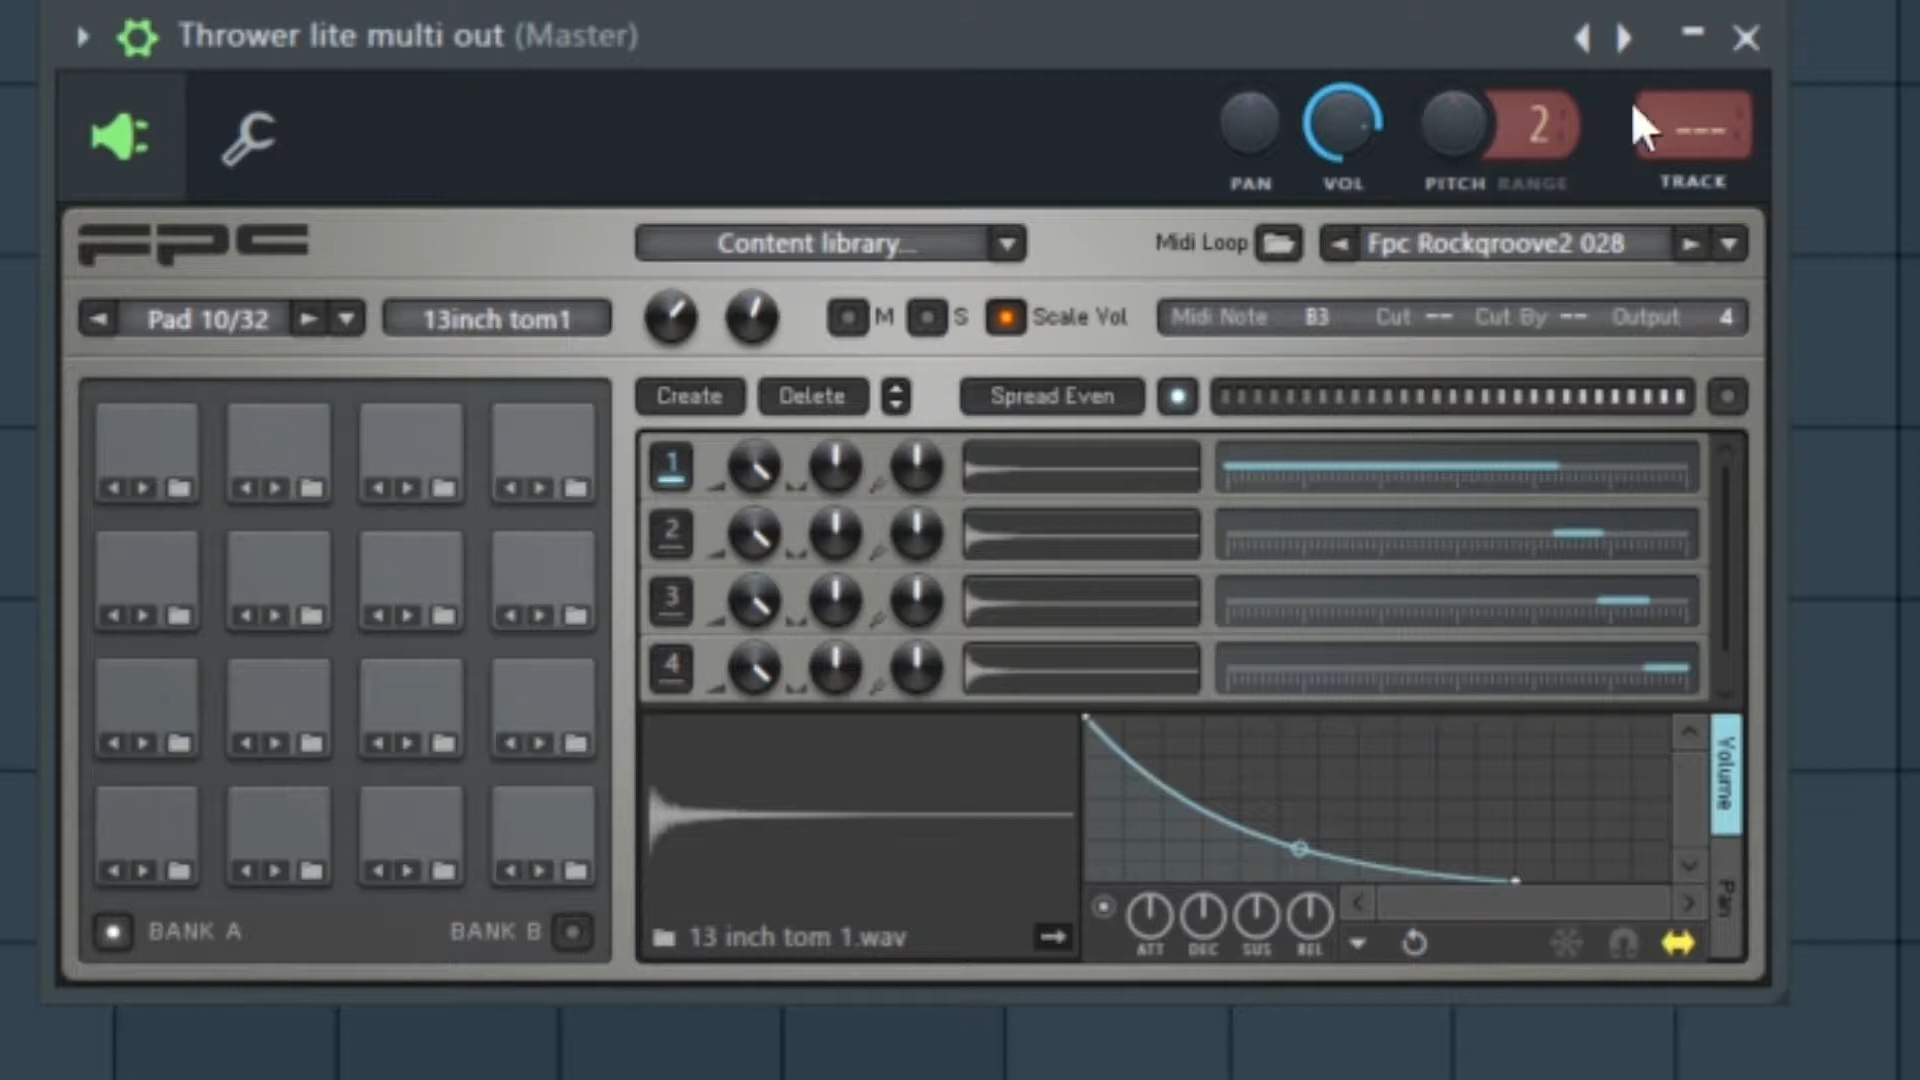 Thrower lite multi out (Master)
2
---
PAN
VOL
PITCH RANGE
TRACK
FPC
Content library...
Midi Loop
Fpc Rockgroove2 028
Pad 10/32
13inch tom1
M
S
Scale Vol
Midi Note B3 Cut -- Cut By -- Output 4
Create
Delete
Spread Even
1
2
3
4
Volume
Pan
BANK A
BANK B
13 inch tom 1.wav
ATT DEC SUS REL